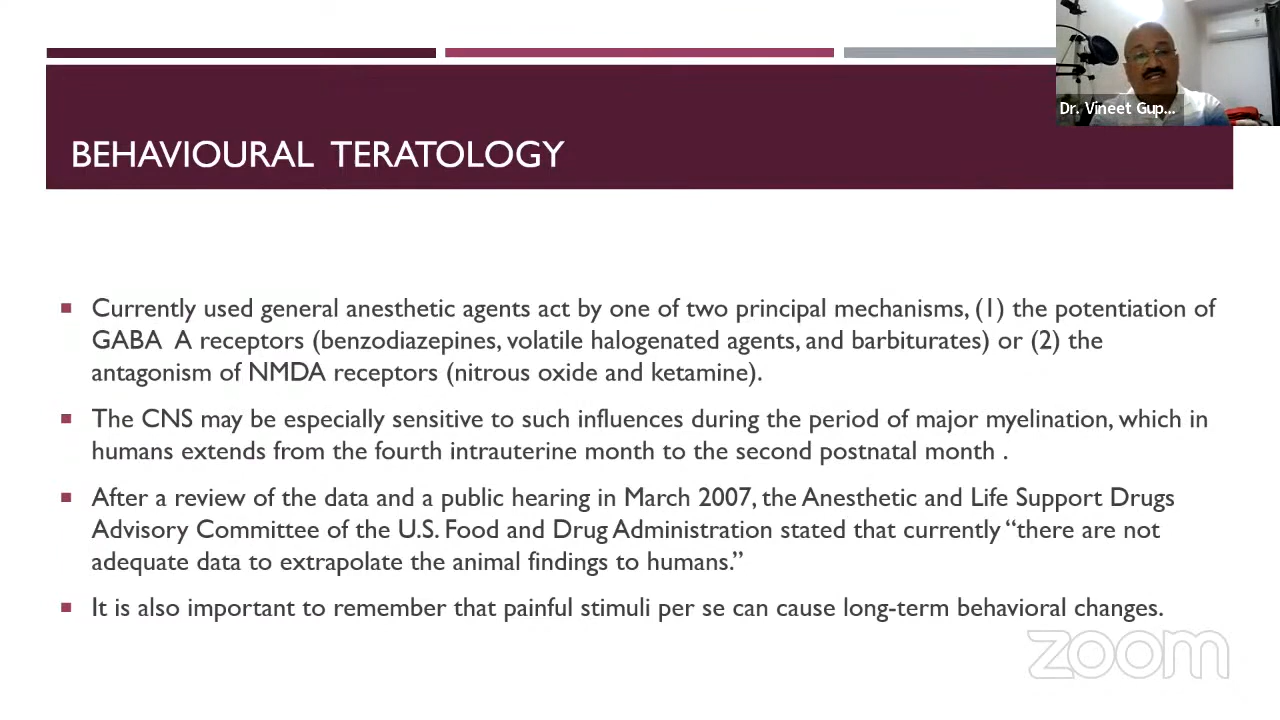 Dr. Vineet Gup...
BEHAVIOURAL TERATOLOGY
Currently used general anesthetic agents act by one of two principal mechanisms, (1) the potentiation of
GABA A receptors (benzodiazepines, volatile halogenated agents, and barbiturates) or (2) the
antagonism of NMDA receptors (nitrous oxide and ketamine).
The CNS may be especially sensitive to such influences during the period of major myelination, which in
humans extends from the fourth intrauterine month to the second postnatal month .
After a review of the data and a public hearing in March 2007, the Anesthetic and Life Support Drugs
Advisory Committee of the U.S. Food and Drug Administration stated that currently “there are not
adequate data to extrapolate the animal findings to humans.”
It is also important to remember that painful stimuli per se can cause long-term behavioral changes.
zoom